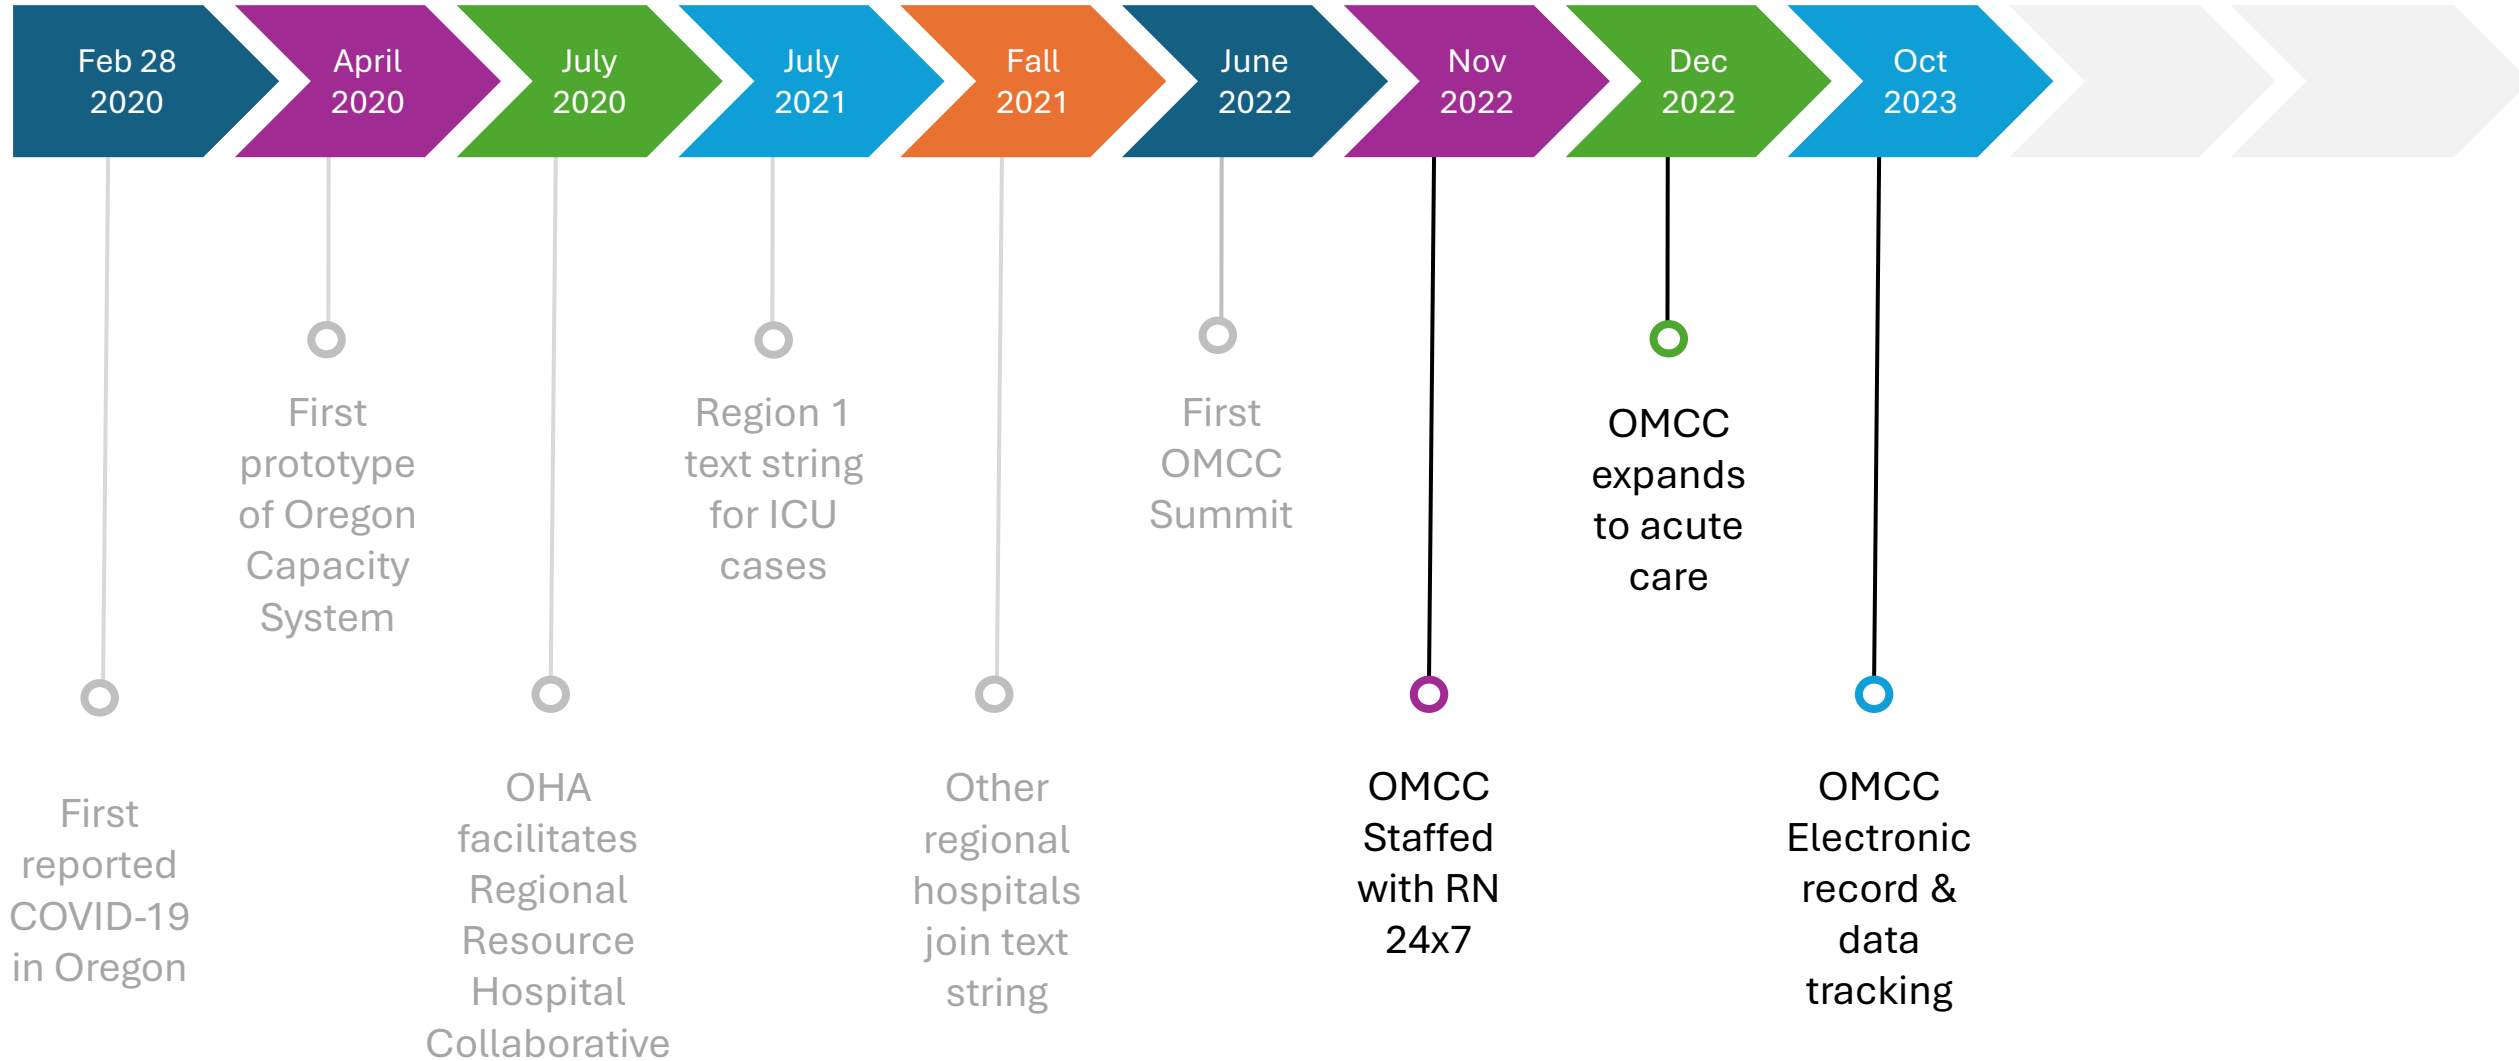 Feb 28
2020
April
2020
July
2020
July
2021
Fall
2021
June
2022
Nov
2022
Dec
2022
Oct
2023
First
reported
COVID-19
in Oregon
First
prototype
of Oregon
Capacity
System
OHA
facilitates
Regional
Resource
Hospital
Collaborative
Region 1
text string
for ICU
cases
Other
regional
hospitals
join text
string
First
OMCC
Summit
OMCC
Staffed
with RN
24x7
OMCC
expands
to acute
care
OMCC
Electronic
record &
data
tracking